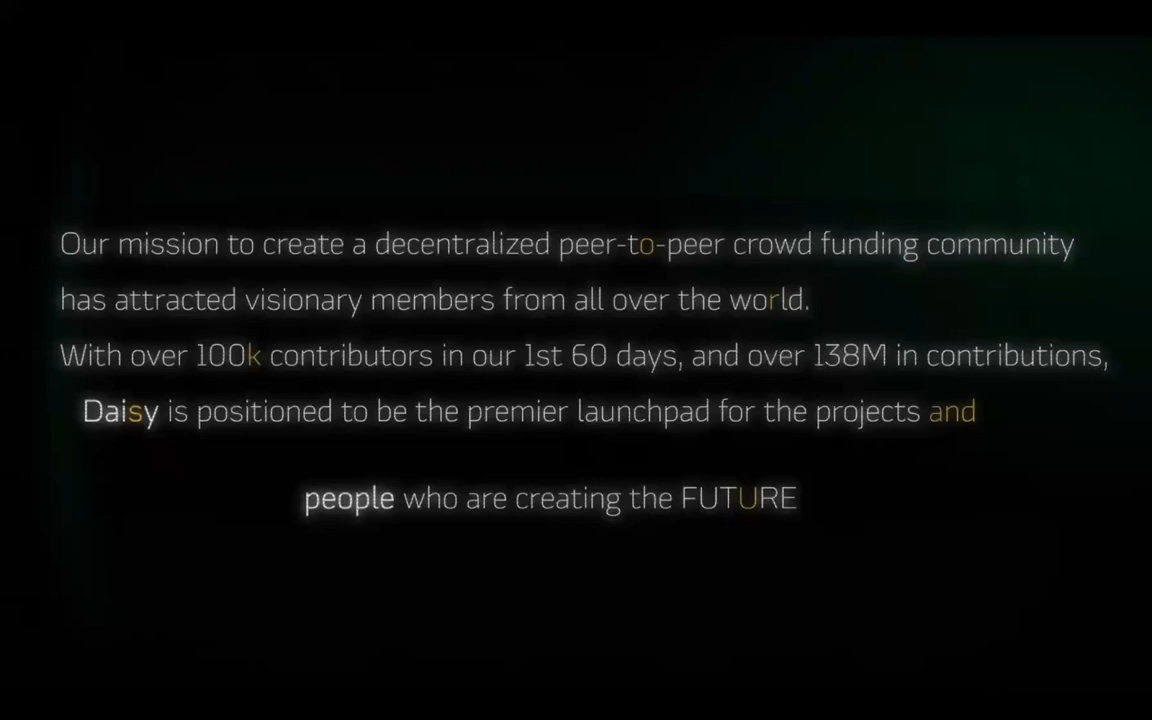 Our mission to create a decentralized peer-to-peer crowd funding community
has attracted visionary members from all over the world.
With over 100k contributors in our 1st 60 days, and over 138M in contributions,
Daisy is positioned to be the premier launchpad for the projects and
people who are creating the FUTURE